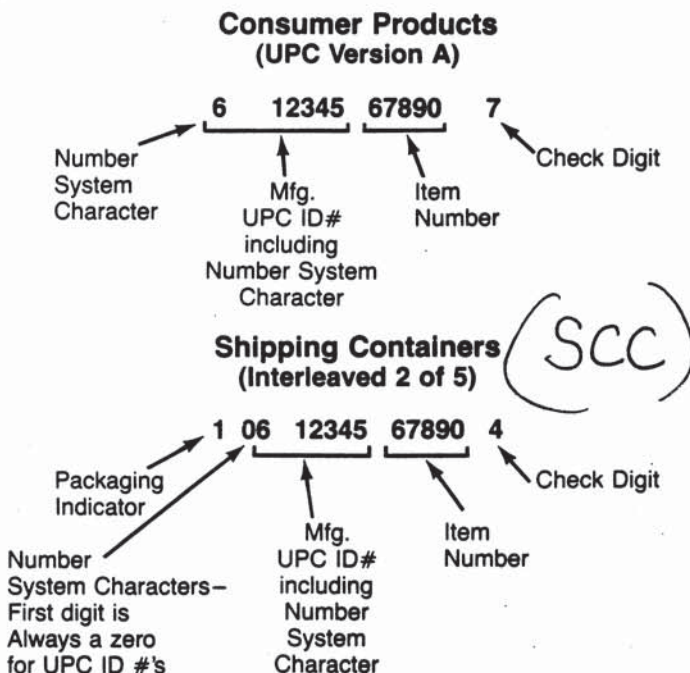 Consumer Products
(UPC Version A)
6 12345 67890 7
Number
System
Character
Mfg.
UPC ID#
including
Number System
Character
Item
Number
Check Digit
Shipping Containers
(Interleaved 2 of 5)
(SCC)
1 06 12345 67890 4
Packaging
Indicator
Number
System Characters–
First digit is
Always a zero
for UPC ID #'s
Mfg.
UPC ID#
including
Number
System
Character
Item
Number
Check Digit